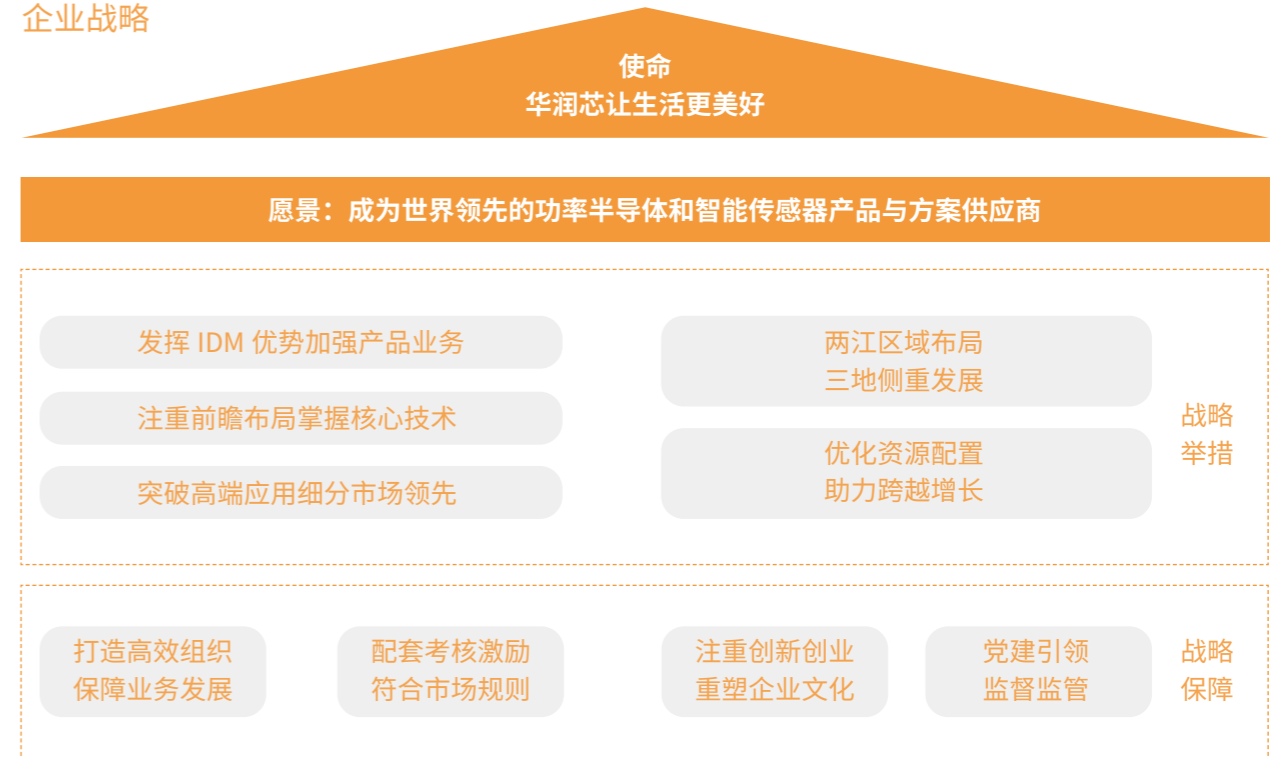 企业战略
使命
华润芯让生活更美好
愿景：成为世界领先的功率半导体和智能传感器产品与方案供应商
发挥 IDM 优势加强产品业务
注重前瞻布局掌握核心技术
突破高端应用细分市场领先
两江区域布局
三地侧重发展
优化资源配置
助力跨越增长
战略
举措
打造高效组织
保障业务发展
配套考核激励
符合市场规则
注重创新创业
重塑企业文化
党建引领
监督监管
战略
保障